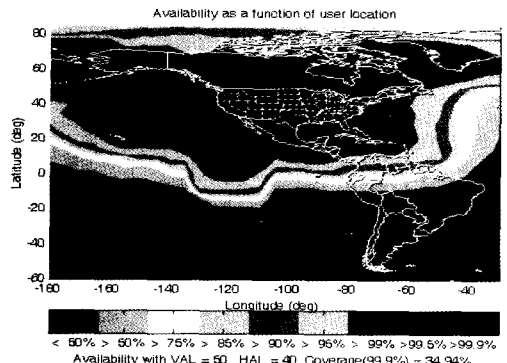 Availability as a function of user location
80
60
40
20
0
-20
-40
-60
Latitude (deg)
-180 -160 -140 -120 -100 -80 -60 -40
Longitude (deg)
< 50% > 50% > 75% > 85% > 90% > 95% > 99% >99.5% >99.9%
Availability with VAL = 50, HAL = 40, Coverage(99.9%) = 34.94%